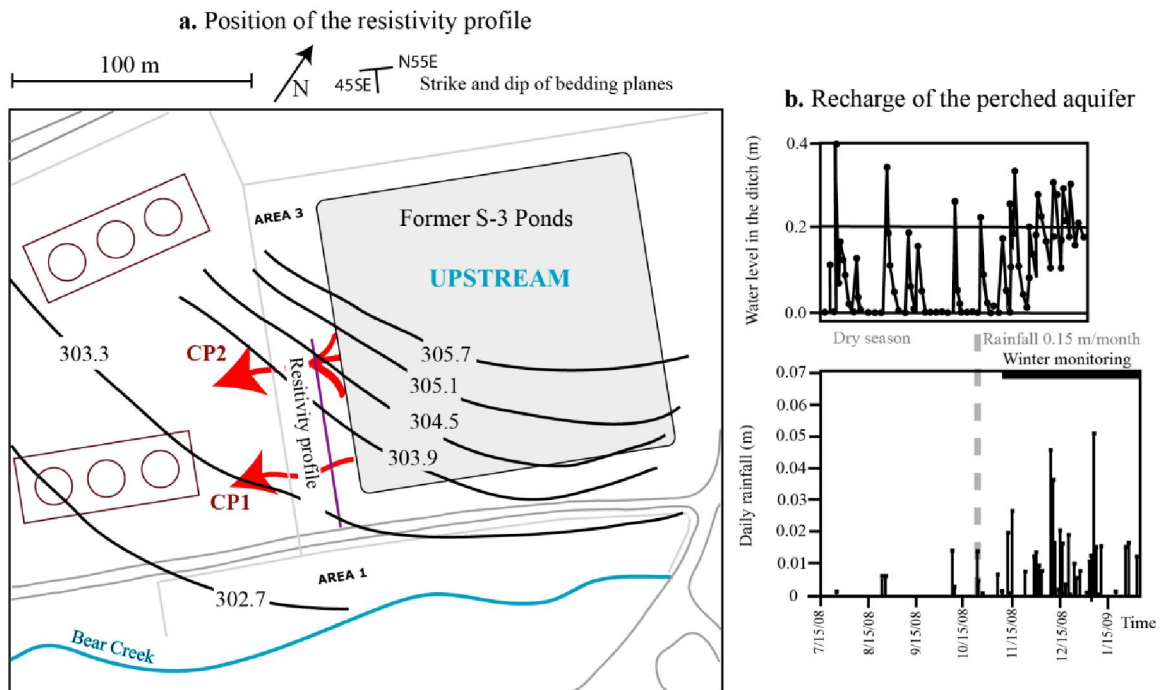 a. Position of the resistivity profile
100 m
N
N55E
45SE
Strike and dip of bedding planes
AREA 3
Former S-3 Ponds
UPSTREAM
303.3
CP2
305.7
305.1
304.5
303.9
Resistivity profile
CP1
AREA 1
302.7
Bear Creek
b. Recharge of the perched aquifer
Water level in the ditch (m)
0.4
0.2
0.0
Dry season
Rainfall 0.15 m/month
Winter monitoring
Daily rainfall (m)
0.07
0.06
0.05
0.04
0.03
0.02
0.01
0
7/15/08
8/15/08
9/15/08
10/15/08
11/15/08
12/15/08
1/15/09
Time